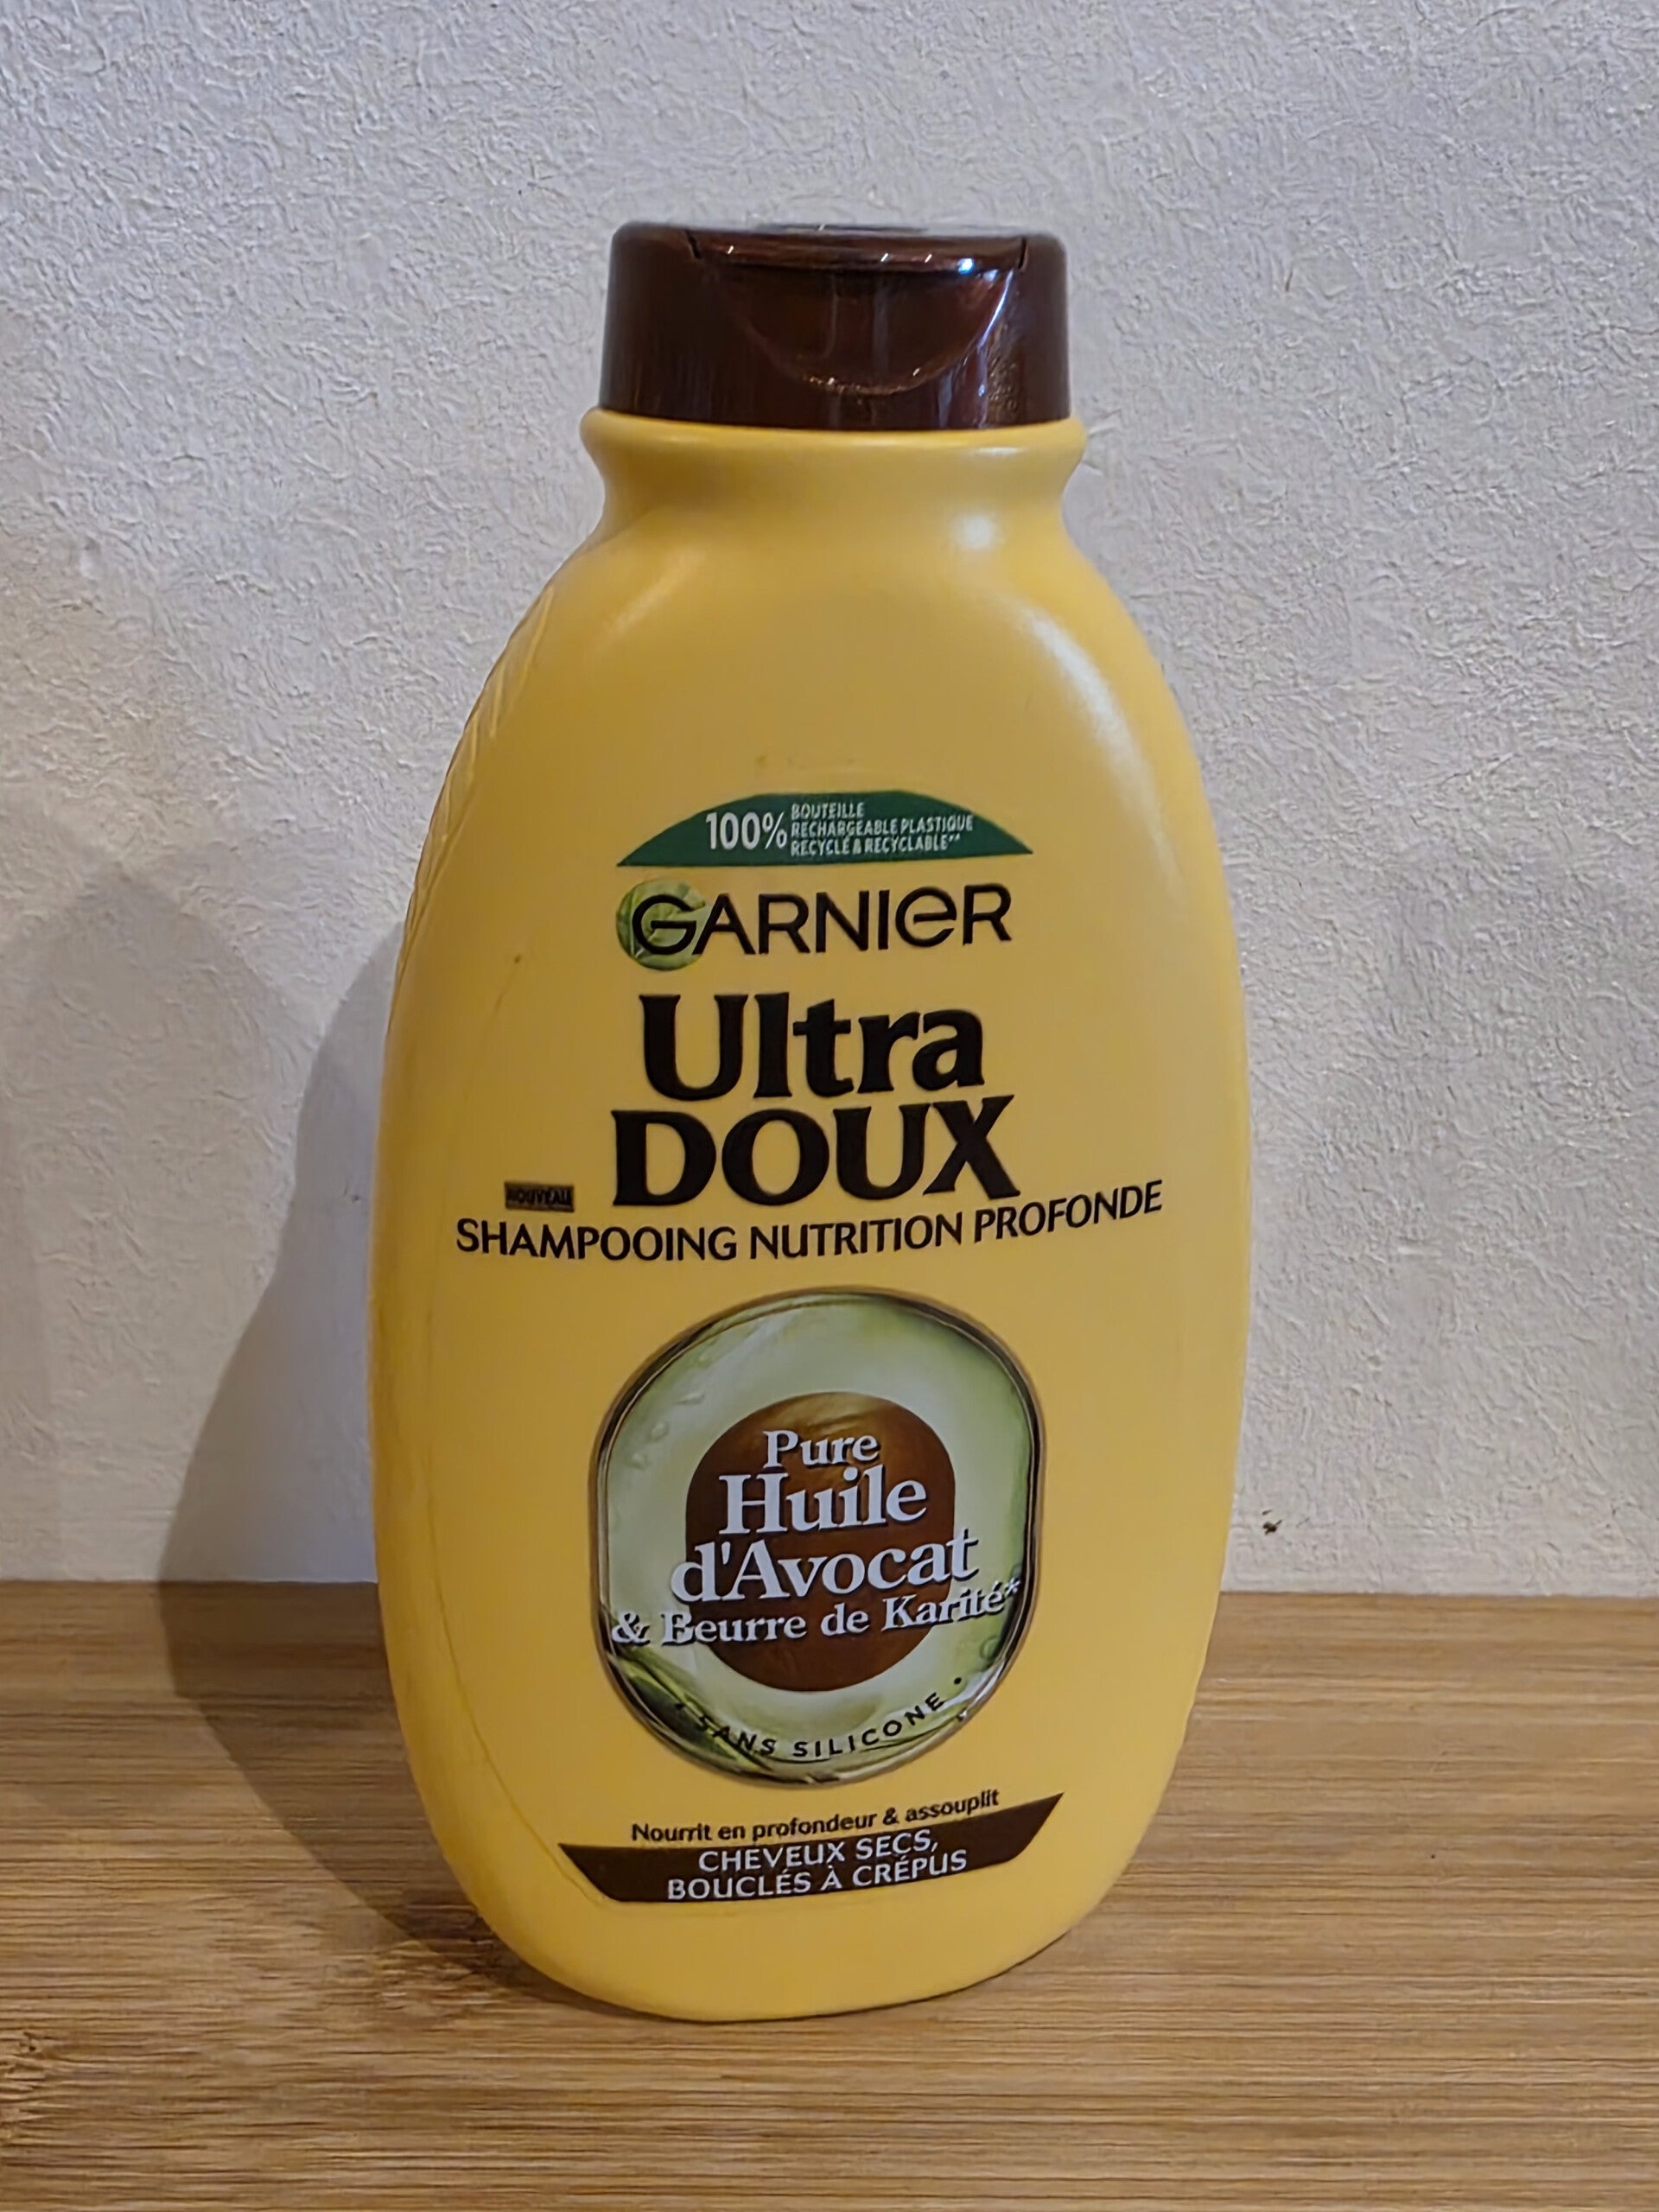 100% BOUTEILLE
RECHARGEABLE PLASTIQUE
RECYCLÉ & RECYCLABLE**
GARNIER
Ultra
DOUX
NOUVEAU
SHAMPOOING NUTRITION PROFONDE
Pure
Huile
d'Avocat
& Beurre de Karité*
• SANS SILICONE •
Nourrit en profondeur & assouplit
CHEVEUX SECS,
BOUCLÉS À CRÉPUS